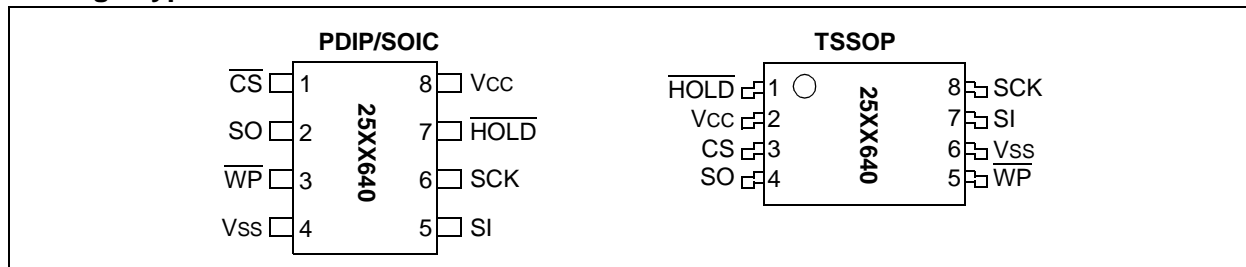 PDIP/SOIC
CS 1 8 VCC
SO 2 7 HOLD
WP 3 6 SCK
VSS 4 5 SI
25XX640
TSSOP
HOLD 1 8 SCK
VCC 2 7 SI
CS 3 6 VSS
SO 4 5 WP
25XX640